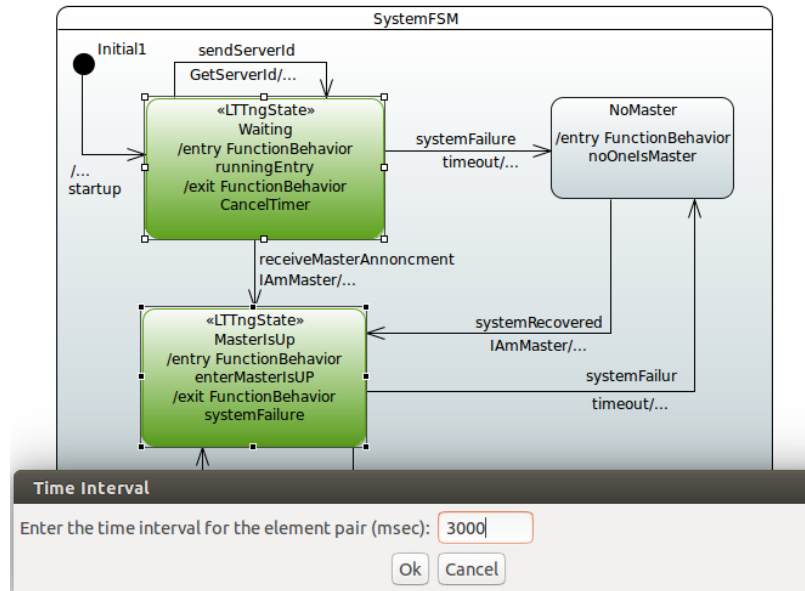 SystemFSM
Initial1
sendServerId
GetServerId/...
«LTTngState»
Waiting
/entry FunctionBehavior
runningEntry
/exit FunctionBehavior
CancelTimer
/...
startup
systemFailure
timeout/...
NoMaster
/entry FunctionBehavior
noOneIsMaster
receiveMasterAnnoncment
IAmMaster/...
«LTTngState»
MasterIsUp
/entry FunctionBehavior
enterMasterIsUP
/exit FunctionBehavior
systemFailure
systemRecovered
IAmMaster/...
systemFailur
timeout/...
Time Interval
Enter the time interval for the element pair (msec): 3000
Ok Cancel